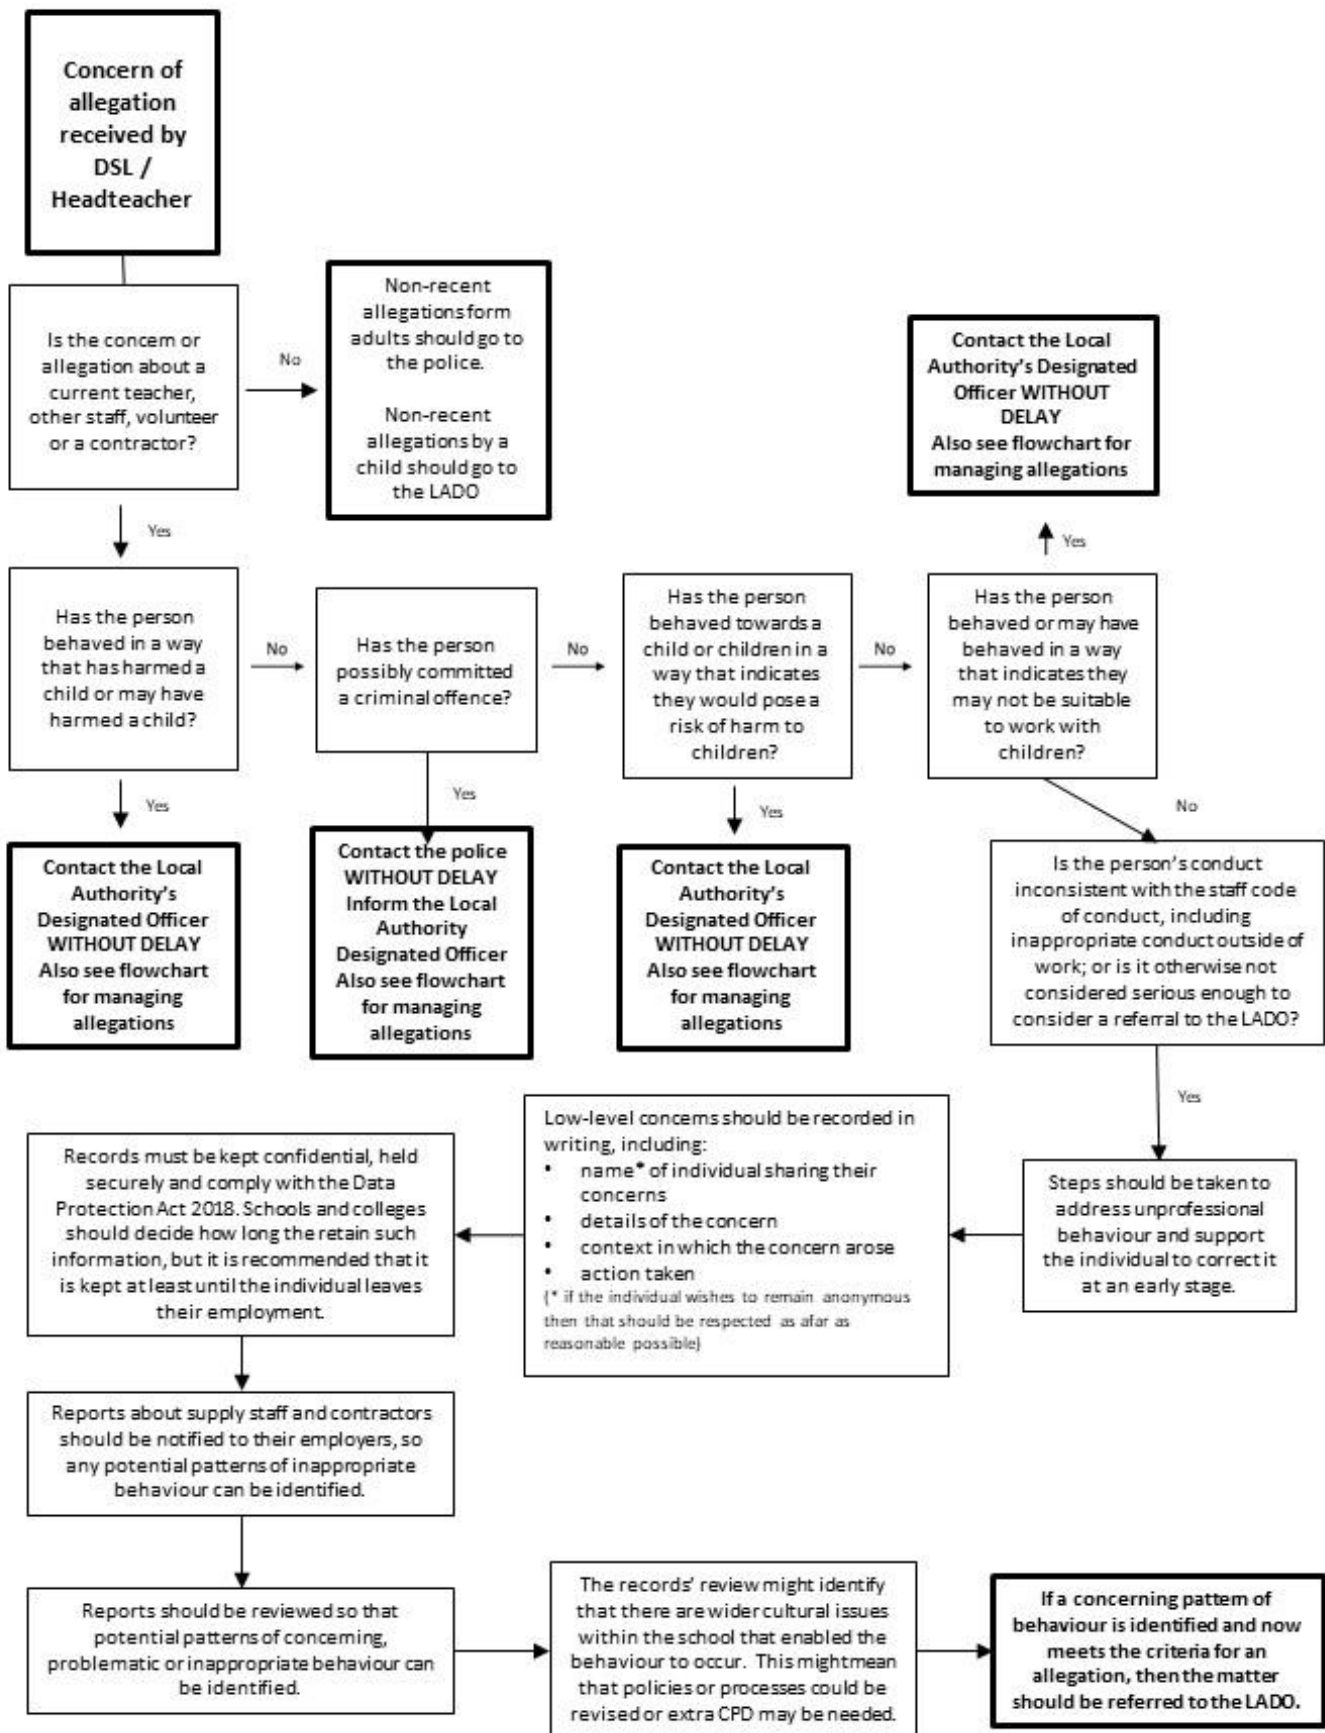 Concern of
allegation
received by
DSL /
Headteacher
Is the concern or
allegation about a
current teacher,
other staff, volunteer
or a contractor?
No
Non-recent
allegations form
adults should go to
the police.
Non-recent
allegations by a
child should go to
the LADO
Yes
Contact the Local
Authority's Designated
Officer WITHOUT
DELAY
Also see flowchart for
managing allegations
Yes
Has the person
behaved in a way
that has harmed a
child or may have
harmed a child?
No
Has the person
possibly committed
a criminal offence?
No
Has the person
behaved towards a
child or children in a
way that indicates
they would pose a
risk of harm to
children?
No
Has the person
behaved or may have
behaved in a way
that indicates they
may not be suitable
to work with
children?
Yes
Contact the Local
Authority's
Designated Officer
WITHOUT DELAY
Also see flowchart
for managing
allegations
Yes
Contact the police
WITHOUT DELAY
Inform the Local
Authority
Designated Officer
Also see flowchart
for managing
allegations
Yes
Contact the Local
Authority's
Designated Officer
WITHOUT DELAY
Also see flowchart
for managing
allegations
No
Is the person's conduct
inconsistent with the staff code
of conduct, including
inappropriate conduct outside of
work; or is it otherwise not
considered serious enough to
consider a referral to the LADO?
Yes
Steps should be taken to
address unprofessional
behaviour and support
the individual to correct it
at an early stage.
Low-level concerns should be recorded in
writing, including:
• name* of individual sharing their
concerns
• details of the concern
• context in which the concern arose
• action taken
(* if the individual wishes to remain anonymous
then that should be respected as afar as
reasonable possible)
Records must be kept confidential, held
securely and comply with the Data
Protection Act 2018. Schools and colleges
should decide how long the retain such
information, but it is recommended that it
is kept at least until the individual leaves
their employment.
Reports about supply staff and contractors
should be notified to their employers, so
any potential patterns of inappropriate
behaviour can be identified.
Reports should be reviewed so that
potential patterns of concerning,
problematic or inappropriate behaviour can
be identified.
The records' review might identify
that there are wider cultural issues
within the school that enabled the
behaviour to occur. This might mean
that policies or processes could be
revised or extra CPD may be needed.
If a concerning pattern of
behaviour is identified and now
meets the criteria for an
allegation, then the matter
should be referred to the LADO.